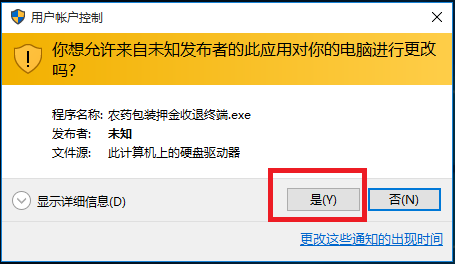 用户帐户控制
你想允许来自未知发布者的此应用对你的电脑进行更改
吗?
程序名称: 农药包装押金收退终端.exe
发布者: 未知
文件源: 此计算机上的硬盘驱动器
显示详细信息(D)
是(Y)
否(N)
更改这些通知的出现时间